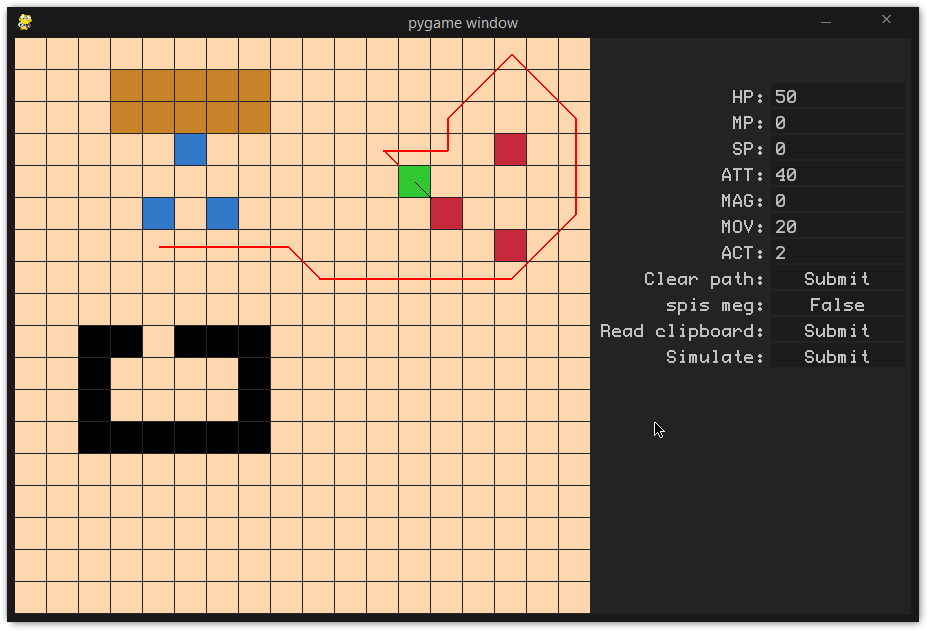 pygame window
HP: 50
MP: 0
SP: 0
ATT: 40
MAG: 0
MOV: 20
ACT: 2
Clear path: Submit
spis meg: False
Read clipboard: Submit
Simulate: Submit